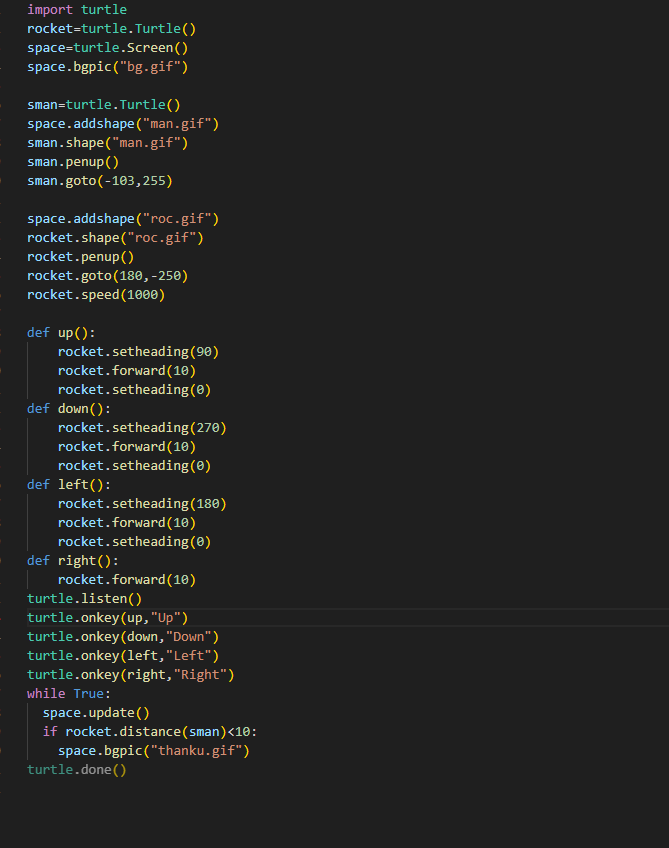 import turtle
rocket=turtle.Turtle()
space=turtle.Screen()
space.bgpic("bg.gif")
sman=turtle.Turtle()
space.addshape("man.gif")
sman.shape("man.gif")
sman.penup()
sman.goto(-103,255)
space.addshape("roc.gif")
rocket.shape("roc.gif")
rocket.penup()
rocket.goto(180,-250)
rocket.speed(1000)
def up():
    rocket.setheading(90)
    rocket.forward(10)
    rocket.setheading(0)
def down():
    rocket.setheading(270)
    rocket.forward(10)
    rocket.setheading(0)
def left():
    rocket.setheading(180)
    rocket.forward(10)
    rocket.setheading(0)
def right():
    rocket.forward(10)
turtle.listen()
turtle.onkey(up,"Up")
turtle.onkey(down,"Down")
turtle.onkey(left,"Left")
turtle.onkey(right,"Right")
while True:
  space.update()
  if rocket.distance(sman)<10:
    space.bgpic("thanku.gif")
turtle.done()